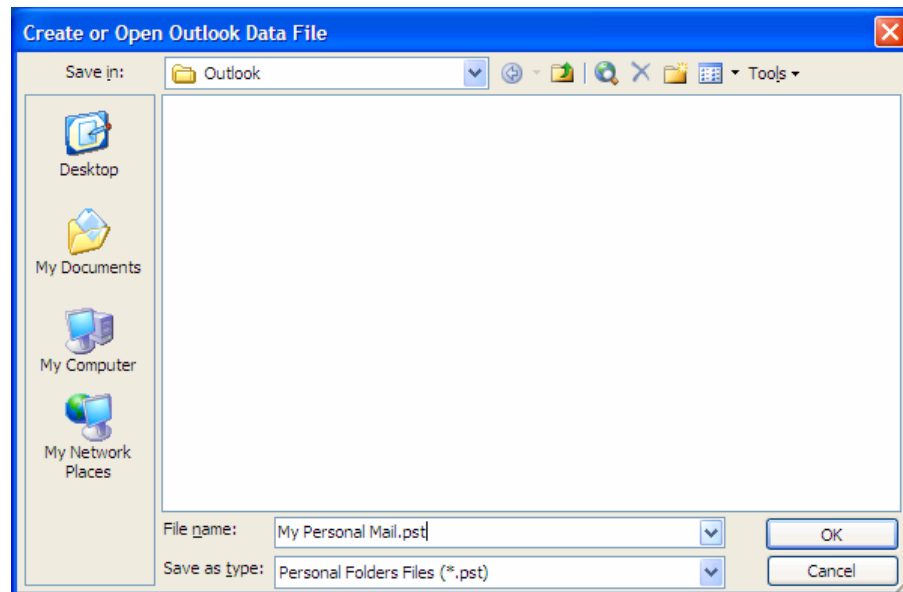 Create or Open Outlook Data File
Save in:
Outlook
Tools
Desktop
My Documents
My Computer
My Network
Places
File name:
My Personal Mail.pst
OK
Save as type:
Personal Folders Files (*.pst)
Cancel